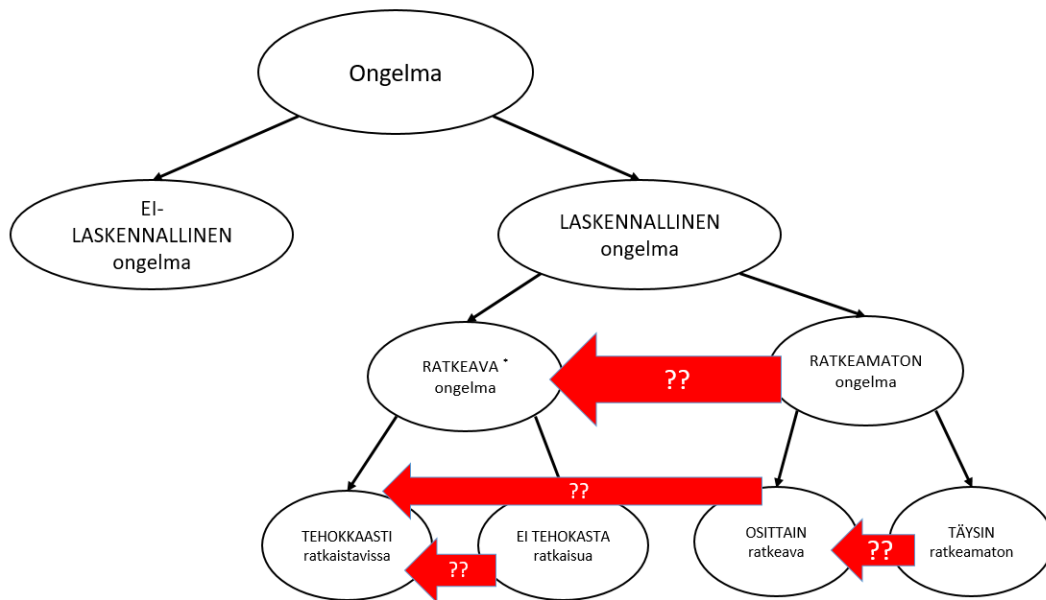 Ongelma
EI-
LASKENNALLINEN
ongelma
LASKENNALLINEN
ongelma
RATKEAVA *
ongelma
??
RATKEAMATON
ongelma
??
TEHOKKAASTI
ratkaistavissa
??
EI TEHOKASTA
ratkaisua
OSITTAIN
ratkeava
??
TÄYSIN
ratkeamaton